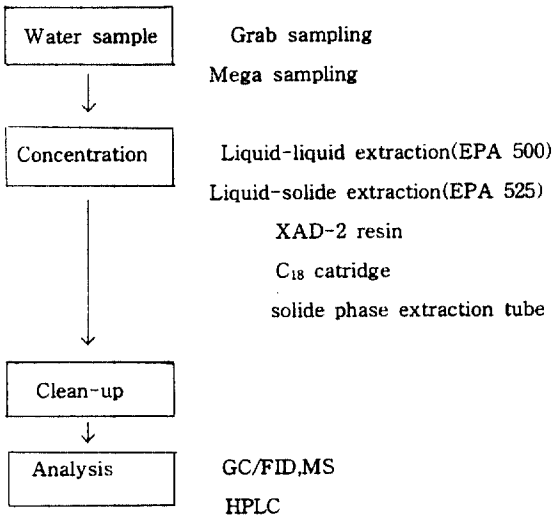 Water sample Grab sampling
Mega sampling
Concentration Liquid-liquid extraction(EPA 500)
Liquid-solide extraction(EPA 525)
XAD-2 resin
C₁₈ catridge
solide phase extraction tube
Clean-up
Analysis GC/FID,MS
HPLC